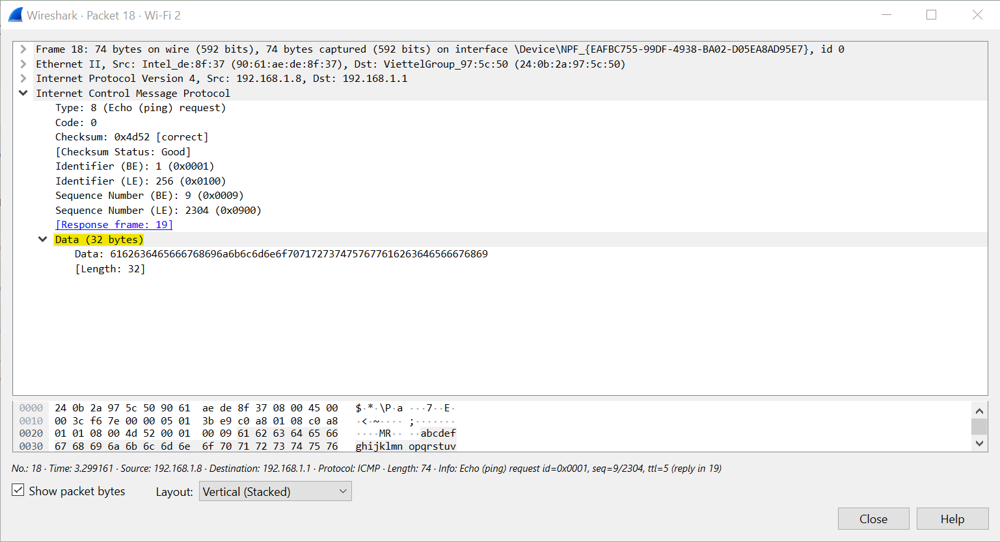 Wireshark · Packet 18 · Wi-Fi 2
Frame 18: 74 bytes on wire (592 bits), 74 bytes captured (592 bits) on interface \Device\NPF_{EAFBC755-99DF-4938-BA02-D05EA8AD95E7}, id 0
Ethernet II, Src: Intel_de:8f:37 (90:61:ae:de:8f:37), Dst: ViettelGroup_97:5c:50 (24:0b:2a:97:5c:50)
Internet Protocol Version 4, Src: 192.168.1.8, Dst: 192.168.1.1
Internet Control Message Protocol
Type: 8 (Echo (ping) request)
Code: 0
Checksum: 0x4d52 [correct]
[Checksum Status: Good]
Identifier (BE): 1 (0x0001)
Identifier (LE): 256 (0x0100)
Sequence Number (BE): 9 (0x0009)
Sequence Number (LE): 2304 (0x0900)
[Response frame: 19]
Data (32 bytes)
Data: 6162636465666768696a6b6c6d6e6f7071727374757677616263646566676869
[Length: 32]
0000 24 0b 2a 97 5c 50 90 61 ae de 8f 37 08 00 45 00 $·*·\P·a ···7··E·
0010 00 3c f6 7e 00 00 05 01 3b e9 c0 a8 01 08 c0 a8 ·<·~···· ;·······
0020 01 01 08 00 4d 52 00 01 00 09 61 62 63 64 65 66 ····MR·· ··abcdef
0030 67 68 69 6a 6b 6c 6d 6e 6f 70 71 72 73 74 75 76 ghijklmn opqrstuv
No.: 18 · Time: 3.299161 · Source: 192.168.1.8 · Destination: 192.168.1.1 · Protocol: ICMP · Length: 74 · Info: Echo (ping) request id=0x0001, seq=9/2304, ttl=5 (reply in 19)
Show packet bytes Layout: Vertical (Stacked)
Close Help